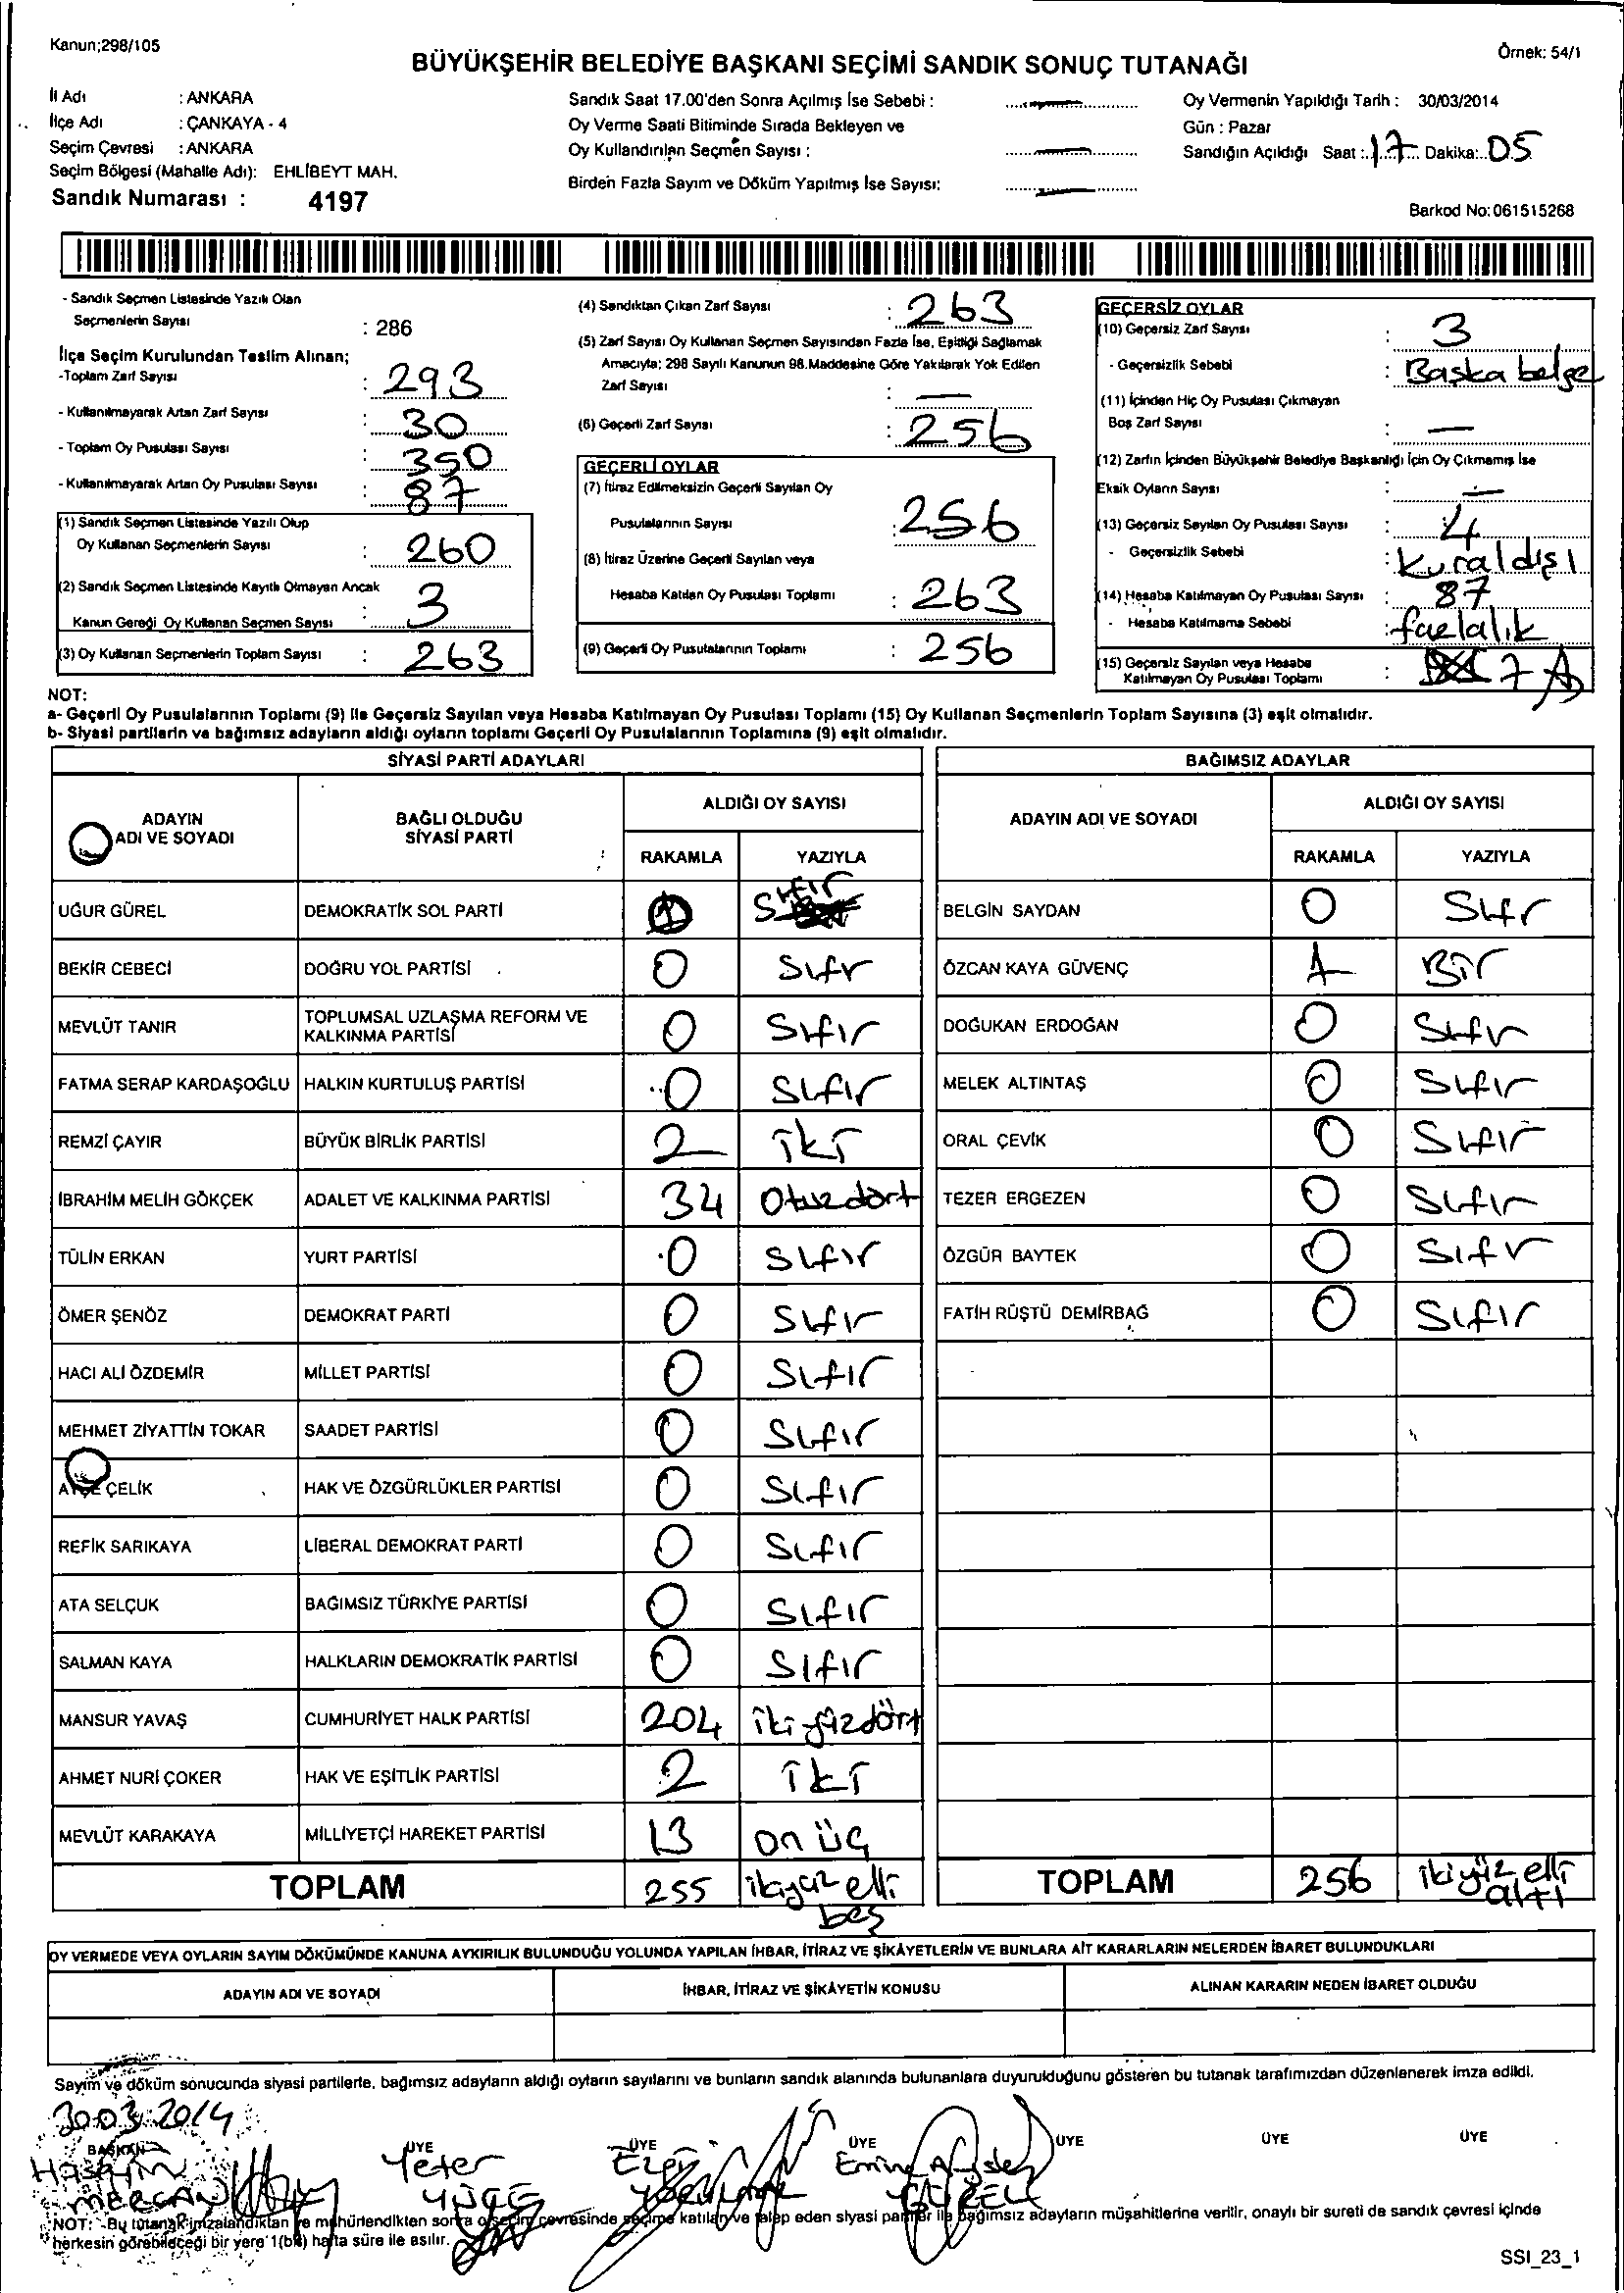 Kanun;298/105
BÜYÜKŞEHİR BELEDİYE BAŞKANI SEÇİMİ SANDIK SONUÇ TUTANAĞI
Örnek: 54/1
İl Adı : ANKARA
İlçe Adı : ÇANKAYA - 4
Seçim Çevresi : ANKARA
Seçim Bölgesi (Mahalle Adı): EHLİBEYT MAH.
Sandık Numarası : 4197
Sandık Saat 17.00'den Sonra Açılmış İse Sebebi :
Oy Verme Saati Bitiminde Sırada Bekleyen ve
Oy Kullandırılan Seçmen Sayısı :
Birden Fazla Sayım ve Döküm Yapılmış İse Sayısı:
Oy Vermenin Yapıldığı Tarih : 30/03/2014
Gün : Pazar
Sandığın Açıldığı Saat : 17 Dakika: 05
Barkod No: 061515268
- Sandık Seçmen Listesinde Yazılı Olan
Seçmenlerin Sayısı : 286
İlçe Seçim Kurulundan Teslim Alınan;
-Toplam Zarf Sayısı : 293
- Kullanılmayarak Artan Zarf Sayısı : 30
- Toplam Oy Pusulası Sayısı : 350
- Kullanılmayarak Artan Oy Pusulası Sayısı : 87
(1) Sandık Seçmen Listesinde Yazılı Olup
Oy Kullanan Seçmenlerin Sayısı : 260
(2) Sandık Seçmen Listesinde Kayıtlı Olmayan Ancak
Kanun Gereği Oy Kullanan Seçmen Sayısı : 3
(3) Oy Kullanan Seçmenlerin Toplam Sayısı : 263
(4) Sandıktan Çıkan Zarf Sayısı : 263
(5) Zarf Sayısı Oy Kullanan Seçmen Sayısından Fazla İse, Eşitliği Sağlamak
Amacıyla; 298 Sayılı Kanunun 98.Maddesine Göre Yakılarak Yok Edilen
Zarf Sayısı : —
(6) Geçerli Zarf Sayısı : 256
GEÇERLİ OYLAR
(7) İtiraz Edilmeksizin Geçerli Sayılan Oy
Pusulalarının Sayısı : 256
(8) İtiraz Üzerine Geçerli Sayılan veya
Hesaba Katılan Oy Pusulası Toplamı : 263
(9) Geçerli Oy Pusulalarının Toplamı : 256
GEÇERSİZ OYLAR
(10) Geçersiz Zarf Sayısı : 3
- Geçersizlik Sebebi : Başka belge
(11) İçinden Hiç Oy Pusulası Çıkmayan
Boş Zarf Sayısı : —
(12) Zarfın İçinden Büyükşehir Belediye Başkanlığı İçin Oy Çıkmamış İse
Eksik Oyların Sayısı : —
(13) Geçersiz Sayılan Oy Pusulası Sayısı : 4
- Geçersizlik Sebebi : Kuraldışı
(14) Hesaba Katılmayan Oy Pusulası Sayısı : 87
- Hesaba Katılmama Sebebi : fazlalık
(15) Geçersiz Sayılan veya Hesaba
Katılmayan Oy Pusulası Toplamı : 7
NOT:
a- Geçerli Oy Pusulalarının Toplamı (9) ile Geçersiz Sayılan veya Hesaba Katılmayan Oy Pusulası Toplamı (15) Oy Kullanan Seçmenlerin Toplam Sayısına (3) eşit olmalıdır.
b- Siyasi partilerin ve bağımsız adayların aldığı oyların toplamı Geçerli Oy Pusulalarının Toplamına (9) eşit olmalıdır.
SİYASİ PARTİ ADAYLARI
ADAYIN ADI VE SOYADI
BAĞLI OLDUĞU SİYASİ PARTİ
ALDIĞI OY SAYISI
RAKAMLA YAZIYLA
UĞUR GÜREL DEMOKRATİK SOL PARTİ Sıfır
BEKİR CEBECİ DOĞRU YOL PARTİSİ 0 Sıfır
MEVLÜT TANIR TOPLUMSAL UZLAŞMA REFORM VE KALKINMA PARTİSİ 0 Sıfır
FATMA SERAP KARDAŞOĞLU HALKIN KURTULUŞ PARTİSİ 0 Sıfır
REMZİ ÇAYIR BÜYÜK BİRLİK PARTİSİ 2 İki
İBRAHİM MELİH GÖKÇEK ADALET VE KALKINMA PARTİSİ 34 Otuzdört
TÜLİN ERKAN YURT PARTİSİ 0 Sıfır
ÖMER ŞENÖZ DEMOKRAT PARTİ 0 Sıfır
HACI ALİ ÖZDEMİR MİLLET PARTİSİ 0 Sıfır
MEHMET ZİYATTİN TOKAR SAADET PARTİSİ 0 Sıfır
AYŞE ÇELİK HAK VE ÖZGÜRLÜKLER PARTİSİ 0 Sıfır
REFİK SARIKAYA LİBERAL DEMOKRAT PARTİ 0 Sıfır
ATA SELÇUK BAĞIMSIZ TÜRKİYE PARTİSİ 0 Sıfır
SALMAN KAYA HALKLARIN DEMOKRATİK PARTİSİ 0 Sıfır
MANSUR YAVAŞ CUMHURİYET HALK PARTİSİ 204 ikiyüzdört
AHMET NURİ ÇOKER HAK VE EŞİTLİK PARTİSİ 2 İki
MEVLÜT KARAKAYA MİLLİYETÇİ HAREKET PARTİSİ 13 on üç
TOPLAM 255 ikiyüz elli beş
BAĞIMSIZ ADAYLAR
ADAYIN ADI VE SOYADI
ALDIĞI OY SAYISI
RAKAMLA YAZIYLA
BELGİN SAYDAN 0 Sıfır
ÖZCAN KAYA GÜVENÇ 1 Bir
DOĞUKAN ERDOĞAN 0 Sıfır
MELEK ALTINTAŞ 0 Sıfır
ORAL ÇEVİK 0 Sıfır
TEZER ERGEZEN 0 Sıfır
ÖZGÜR BAYTEK 0 Sıfır
FATİH RÜŞTÜ DEMİRBAĞ 0 Sıfır
TOPLAM 256 ikiyüz elli altı
OY VERMEDE VEYA OYLARIN SAYIM DÖKÜMÜNDE KANUNA AYKIRILIK BULUNDUĞU YOLUNDA YAPILAN İHBAR, İTİRAZ VE ŞİKÂYETLERİN VE BUNLARA AİT KARARLARIN NELERDEN İBARET BULUNDUKLARI
ADAYIN ADI VE SOYADI İHBAR, İTİRAZ VE ŞİKÂYETİN KONUSU ALINAN KARARIN NEDEN İBARET OLDUĞU
Sayım ve döküm sonucunda siyasi partilerle, bağımsız adayların aldığı oyların sayılarını ve bunların sandık alanında bulunanlara duyurulduğunu gösteren bu tutanak tarafımızdan düzenlenerek imza edildi.
30.03.2014
BAŞKAN ÜYE ÜYE ÜYE ÜYE ÜYE ÜYE
Yeter
MERCAN YÜCE GÜREL
NOT: -Bu tutanak imzalandıktan ve mühürlendikten sonra o seçim çevresinde seçime katılan ve talep eden siyasi partiler ile bağımsız adayların müşahitlerine verilir, onaylı bir sureti de sandık çevresi içinde
herkesin görebileceği bir yere 1(bir) hafta süre ile asılır.
SSI_23_1